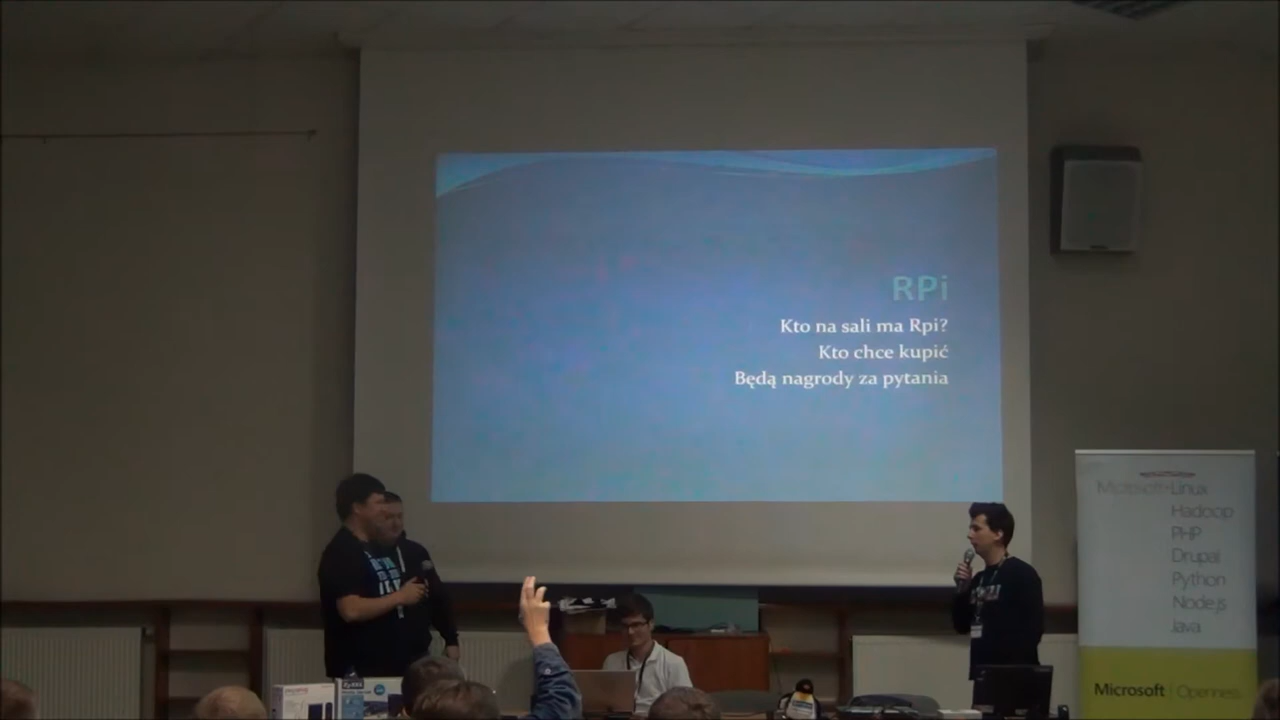 RPi
Kto na sali ma Rpi?
Kto chce kupić
Będą nagrody za pytania
Microsoft+Linux
Hadoop
PHP
Drupal
Python
Node.js
Java
Microsoft | Openness
ZyXEL